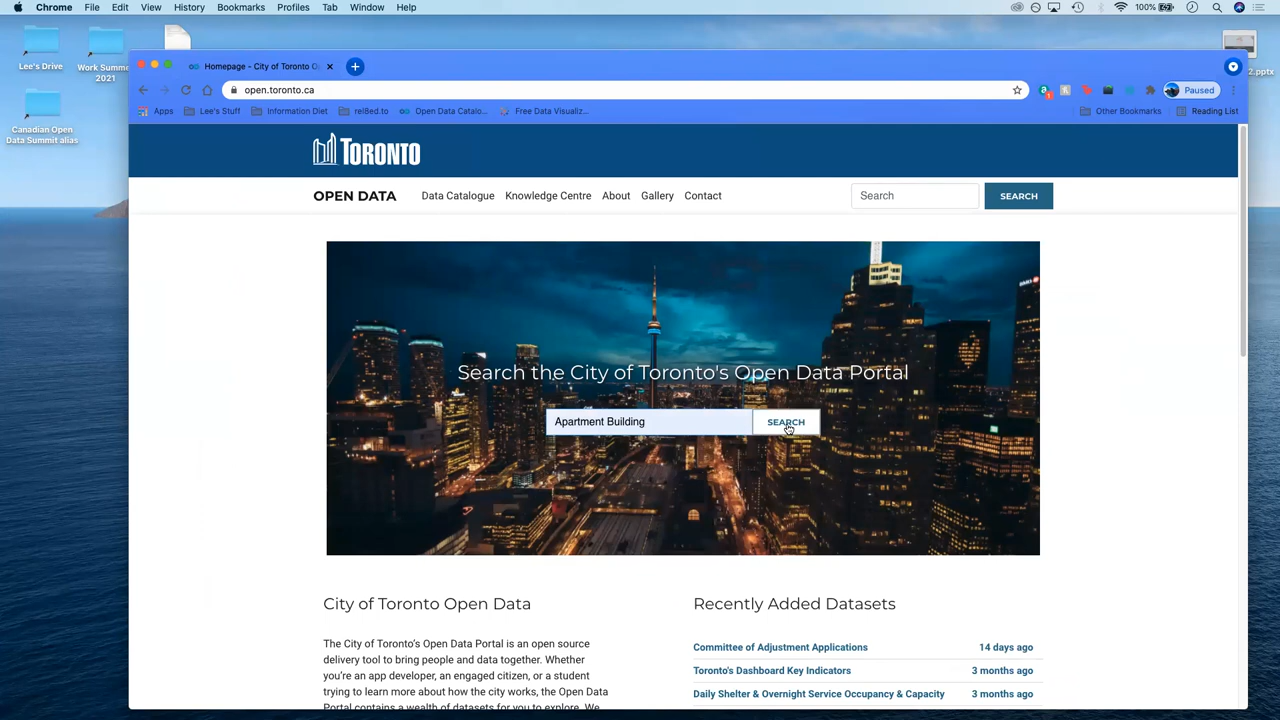 Chrome File Edit View History Bookmarks Profiles Tab Window Help 100%
Lee's Drive
Work Summe
2021
Canadian Open
Data Summit alias
2.pptx
Homepage - City of Toronto O
open.toronto.ca
Paused
Apps Lee's Stuff Information Diet rel8ed.to Open Data Catalo... Free Data Visualiz... Other Bookmarks Reading List
TORONTO
OPEN DATA Data Catalogue Knowledge Centre About Gallery Contact Search SEARCH
Search the City of Toronto's Open Data Portal
Apartment Building SEARCH
City of Toronto Open Data
The City of Toronto's Open Data Portal is an open source
delivery tool to bring people and data together. Whether
you're an app developer, an engaged citizen, or a student
trying to learn more about how the city works, the Open Data
Portal contains a wealth of datasets for you to explore. We
Recently Added Datasets
Committee of Adjustment Applications 14 days ago
Toronto's Dashboard Key Indicators 3 months ago
Daily Shelter & Overnight Service Occupancy & Capacity 3 months ago